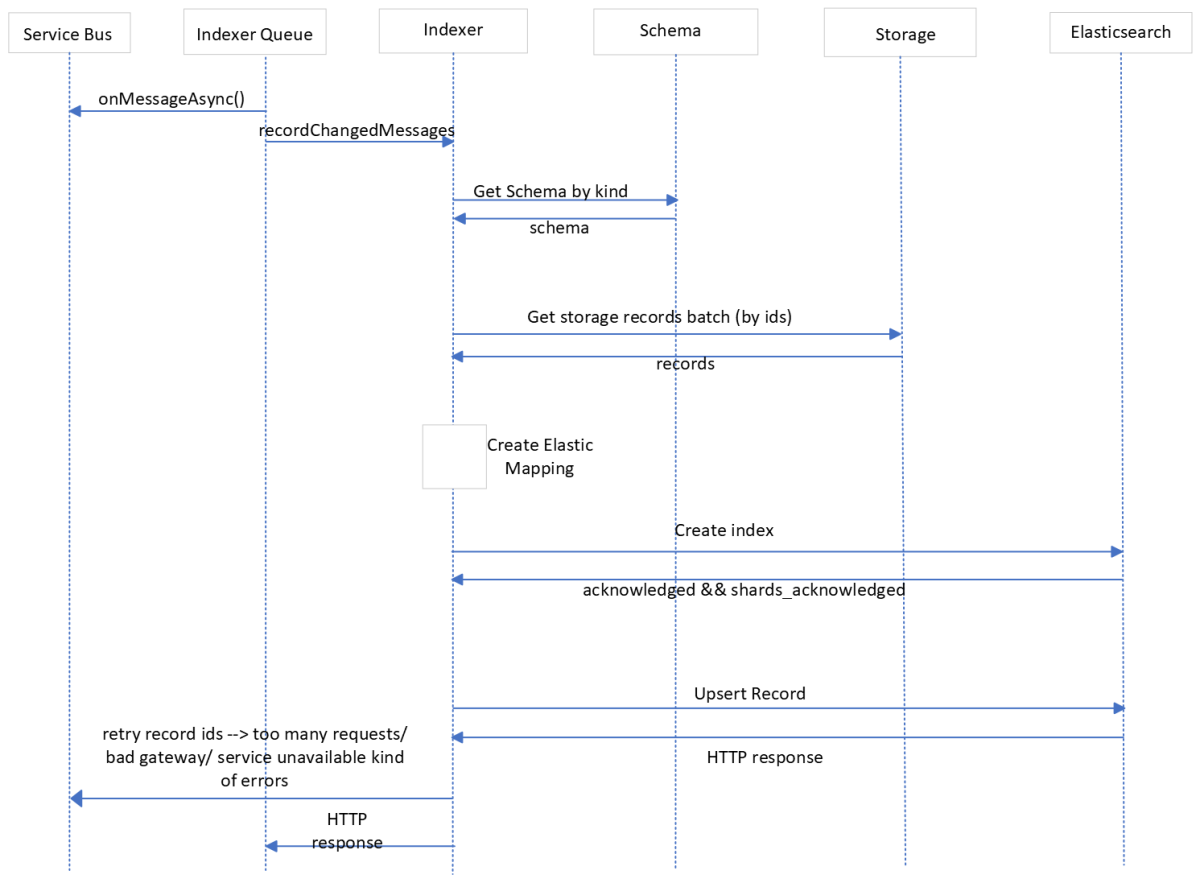 Service Bus
Indexer Queue
Indexer
Schema
Storage
Elasticsearch
onMessageAsync()
recordChangedMessages
Get Schema by kind
schema
Get storage records batch (by ids)
records
Create Elastic
Mapping
Create index
acknowledged && shards_acknowledged
Upsert Record
retry record ids --> too many requests/
bad gateway/ service unavailable kind
of errors
HTTP response
HTTP
response